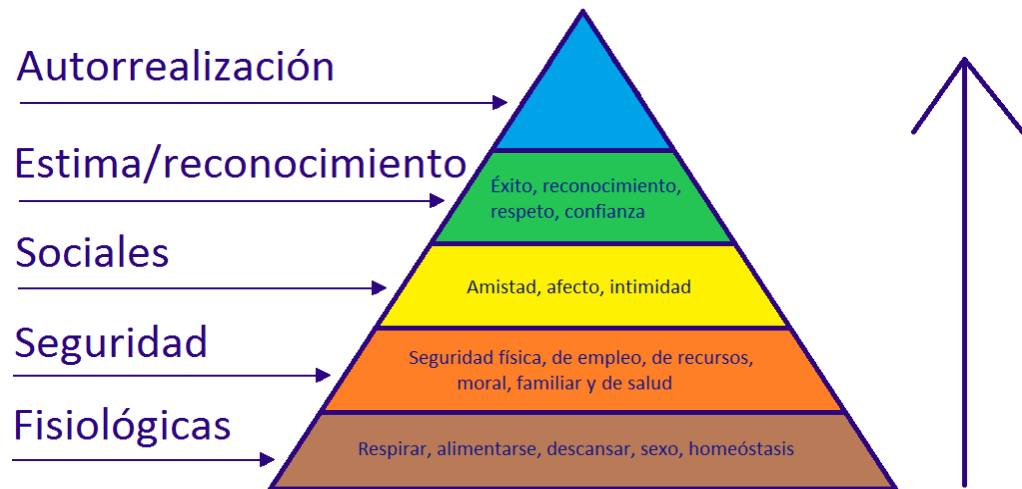 Autorrealización
Estima/reconocimiento
Éxito, reconocimiento,
respeto, confianza
Sociales
Amistad, afecto, intimidad
Seguridad
Seguridad física, de empleo, de recursos,
moral, familiar y de salud
Fisiológicas
Respirar, alimentarse, descansar, sexo, homeóstasis